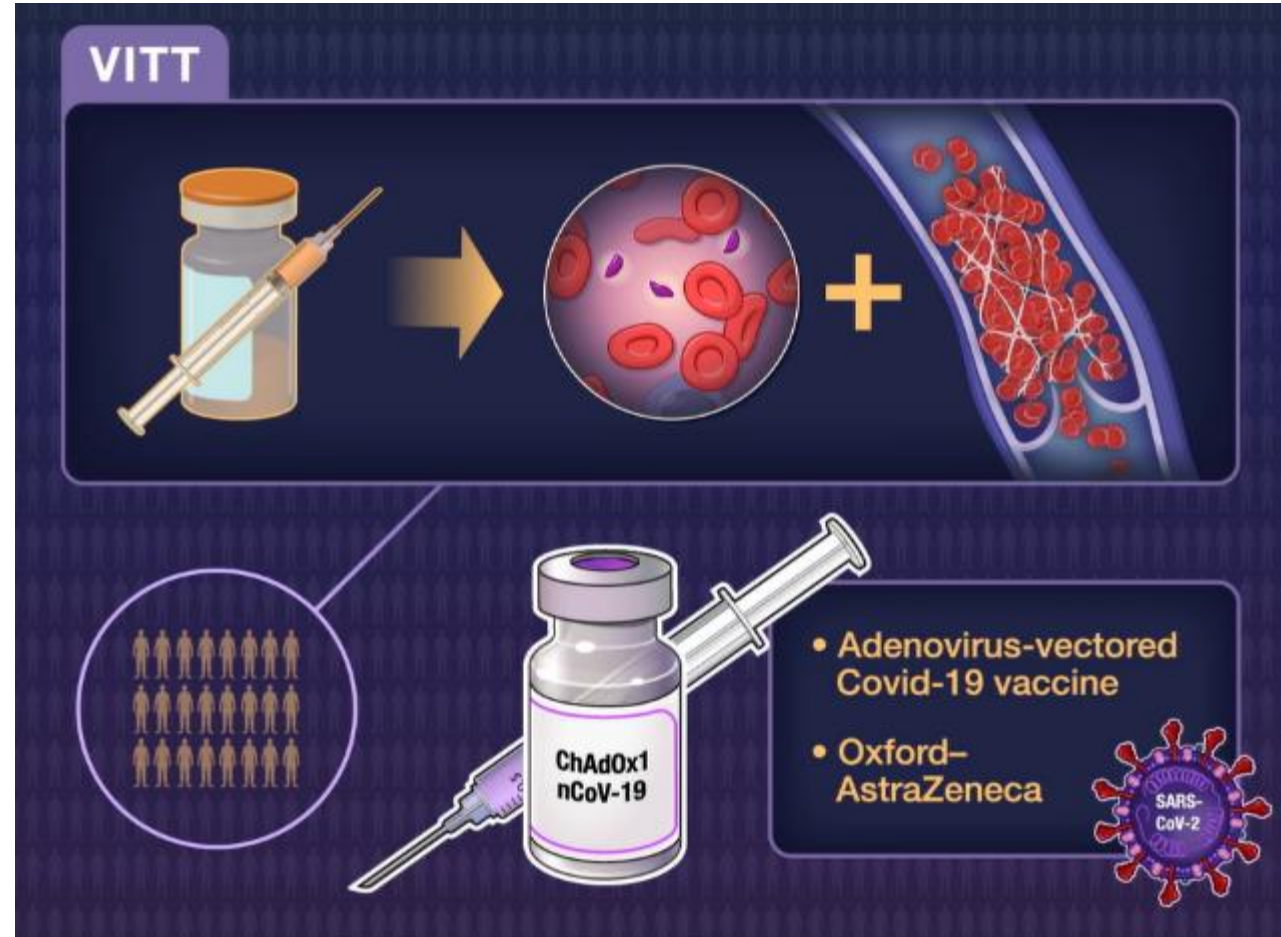 VITT
ChAdOx1
nCoV-19
• Adenovirus-vectored
Covid-19 vaccine
• Oxford–
AstraZeneca
SARS-
CoV-2